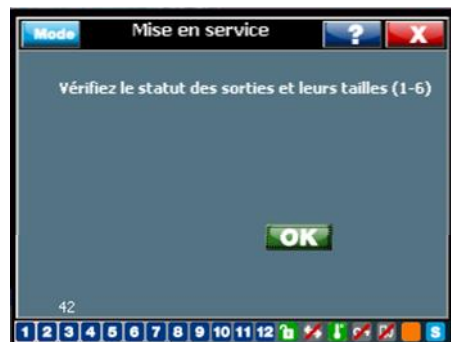 Mode Mise en service ? X
Vérifiez le statut des sorties et leurs tailles (1-6)
OK
42
1 2 3 4 5 6 7 8 9 10 11 12 S